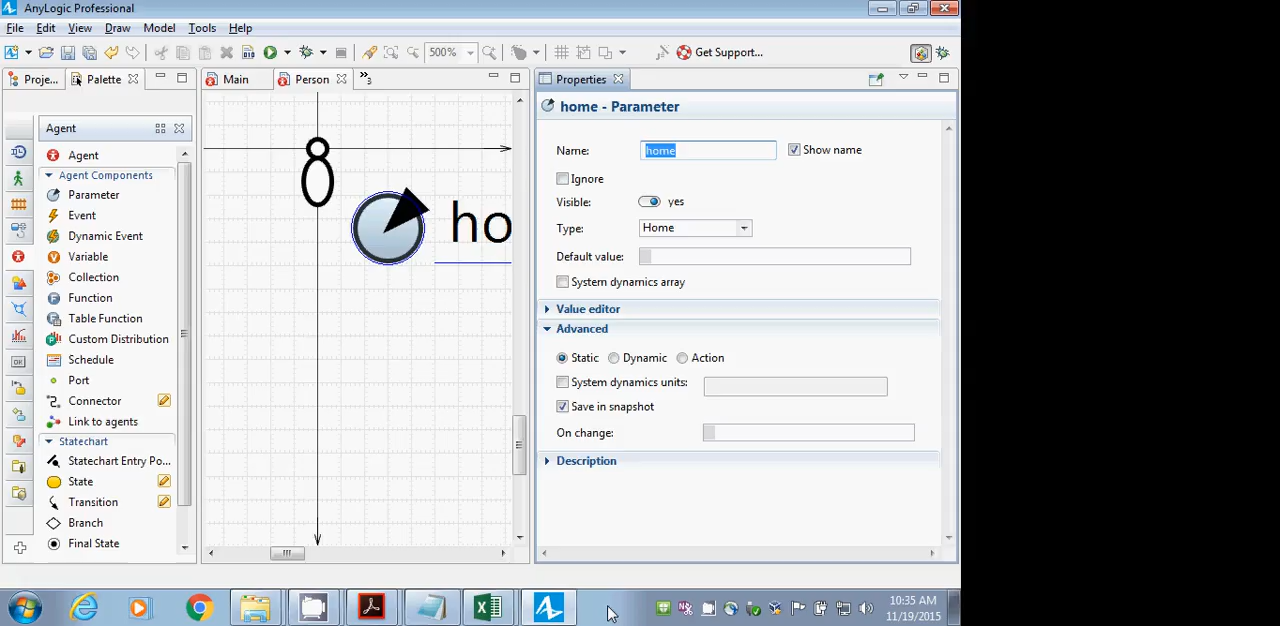 AnyLogic Professional
File Edit View Draw Model Tools Help
500% Get Support...
Proje... Palette Main Person »3 Properties
Agent
Agent
Agent Components
Parameter
Event
Dynamic Event
Variable
Collection
Function
Table Function
Custom Distribution
Schedule
Port
Connector
Link to agents
Statechart
Statechart Entry Po...
State
Transition
Branch
Final State
ho
home - Parameter
Name: home Show name
Ignore
Visible: yes
Type: Home
Default value:
System dynamics array
Value editor
Advanced
Static Dynamic Action
System dynamics units:
Save in snapshot
On change:
Description
10:35 AM
11/19/2015